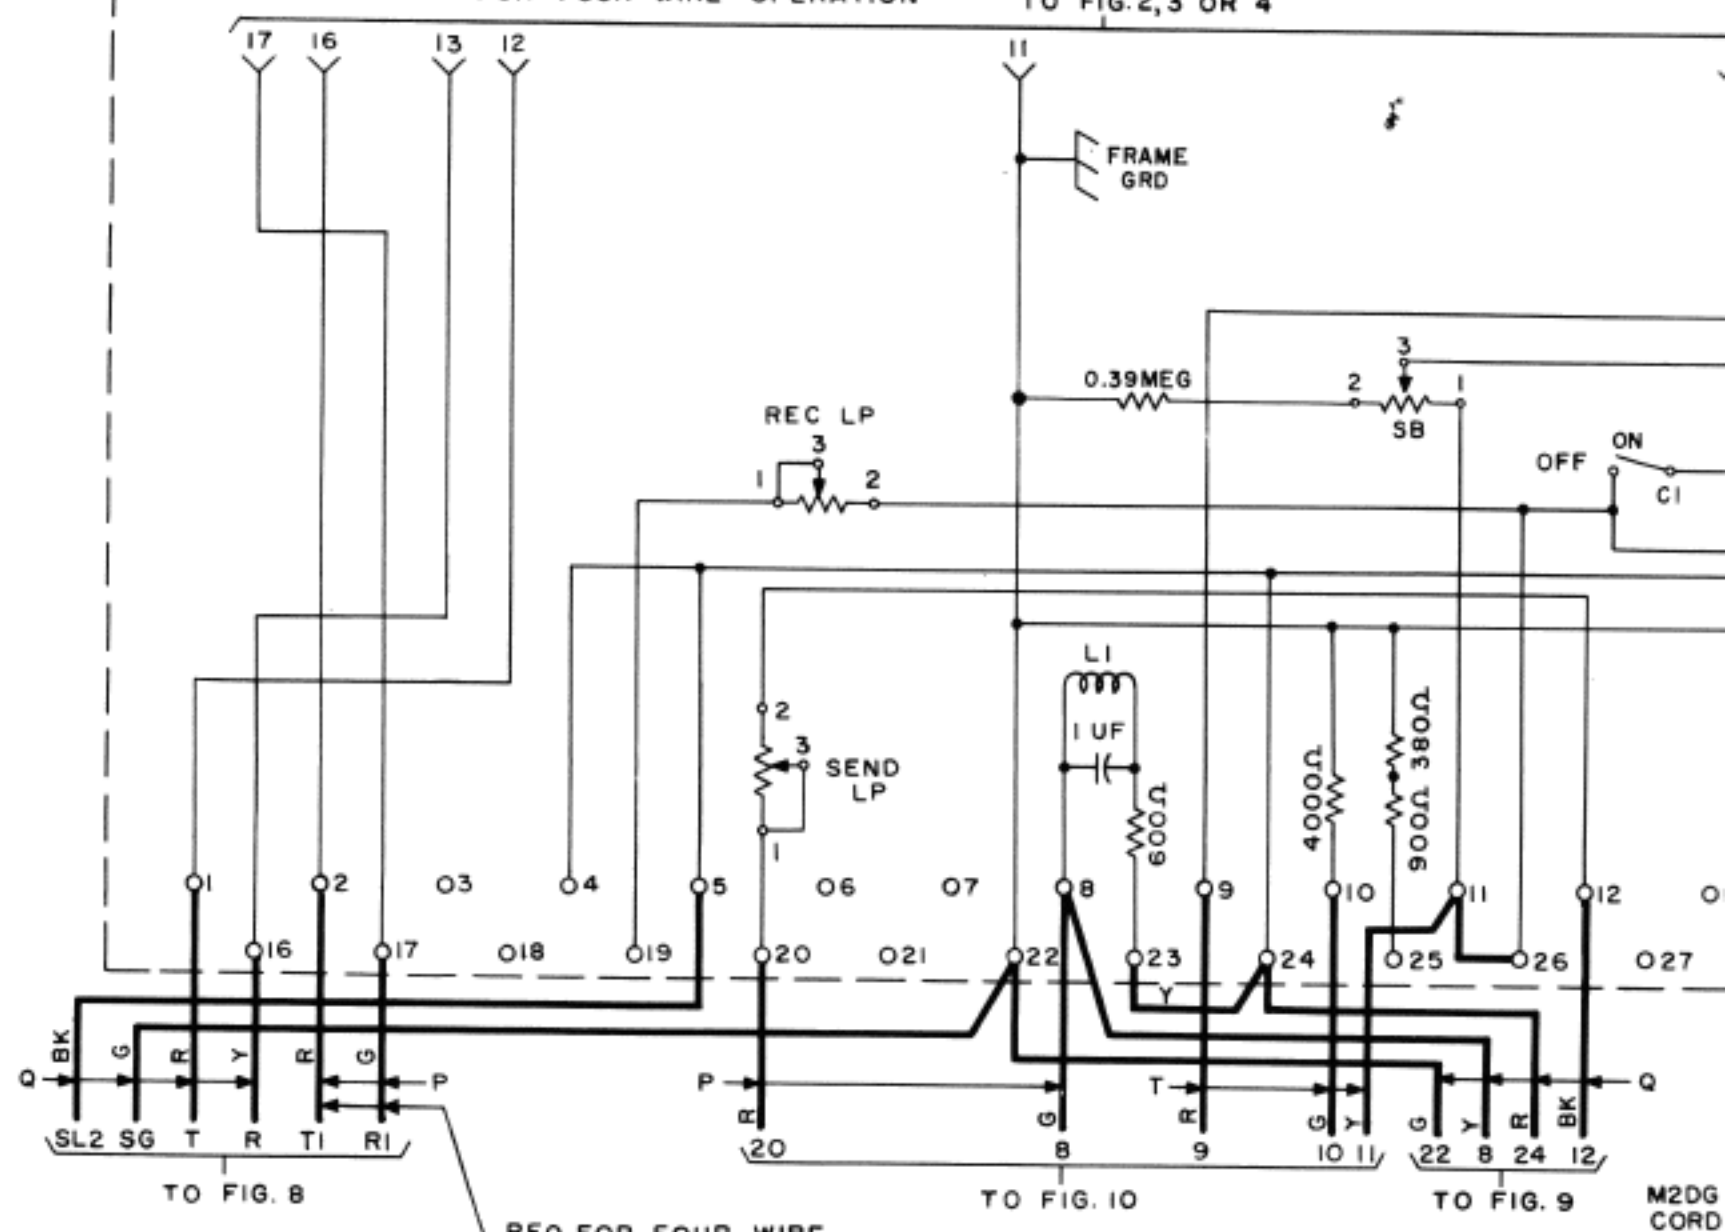 OPERATION TO FIG. 2, 3 OR 4
17 16 13 12 11
FRAME
GRD
3
0.39MEG 2 1
SB
REC LP
3
1 2
ON
OFF
C1
L1
2
1 UF
3
SEND
LP
1
600Ω
4000Ω
900Ω 380Ω
1 2 3 4 5 6 7 8 9 10 11 12
16 17 18 19 20 21 22 23 24 25 26 27
Y
BK G R Y R G
Q P P T Q
R G R G Y G Y R BK
SL2 SG T R T1 R1
20 8 9 10 11 22 8 24 12
TO FIG. 8
TO FIG. 10
TO FIG. 9
M2DG
CORD
FOUR WIRE